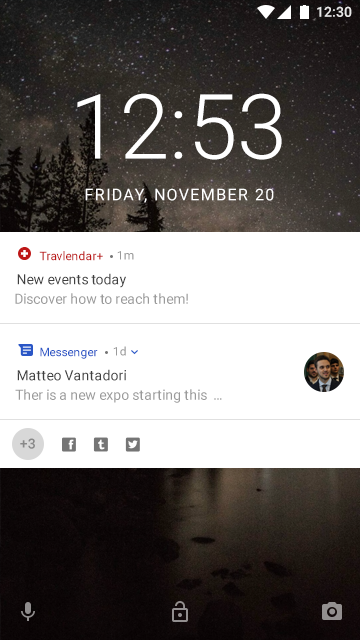 12:30
12:53
FRIDAY, NOVEMBER 20
Travlendar+ • 1m
New events today
Discover how to reach them!
Messenger • 1d
Matteo Vantadori
Ther is a new expo starting this ...
+3